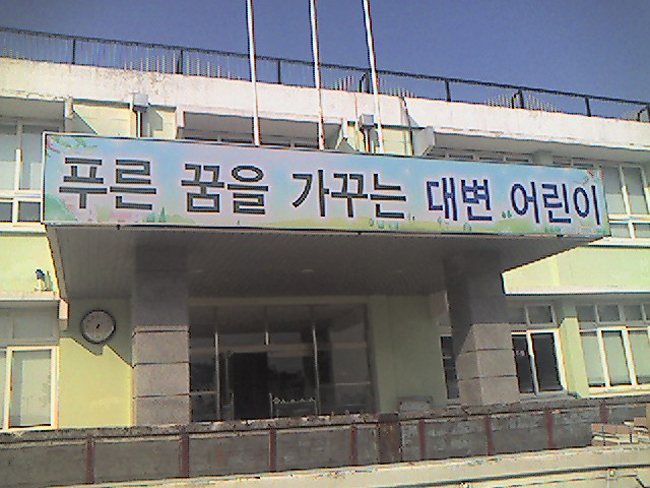 푸른 꿈을 가꾸는 대변 어린이